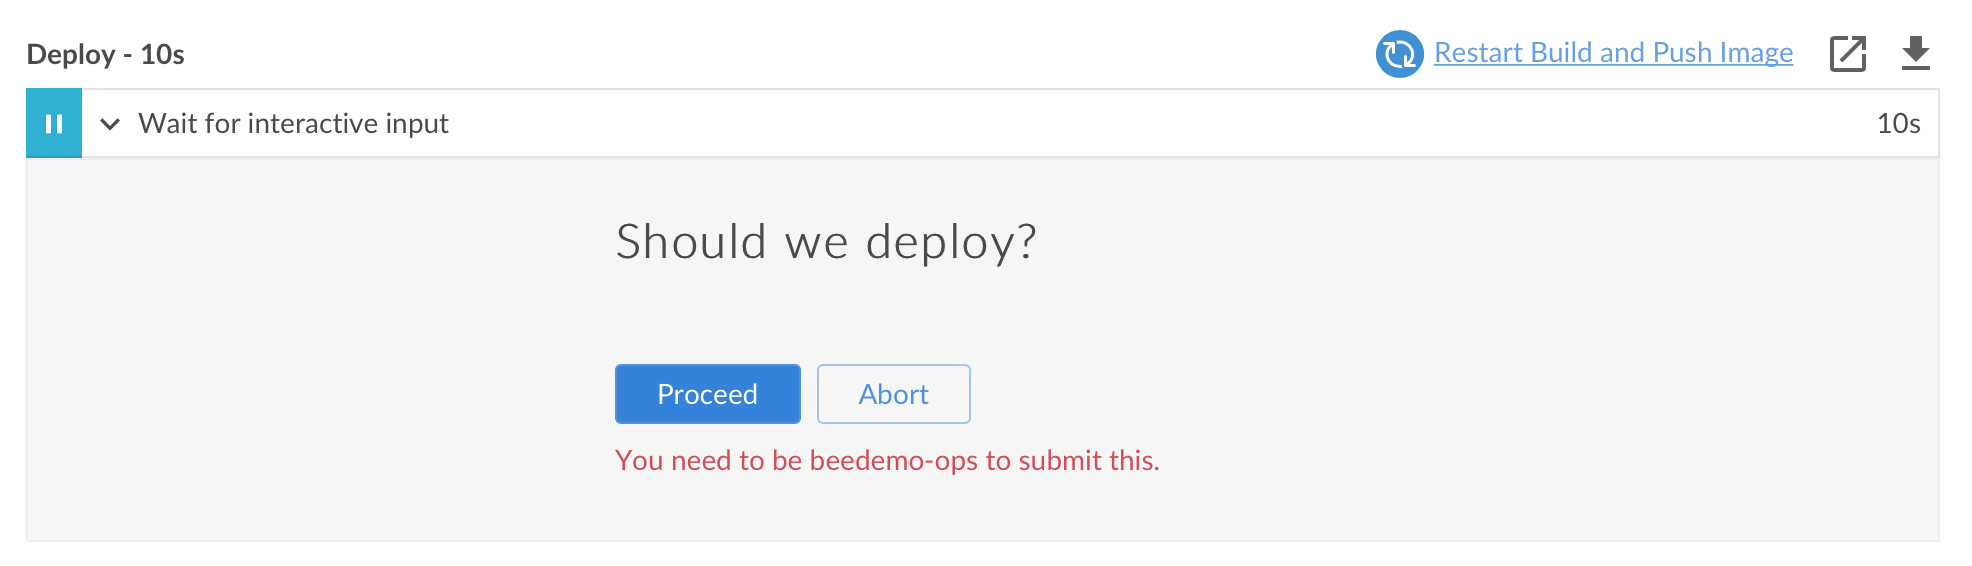 Deploy - 10s
Restart Build and Push Image
Wait for interactive input
10s
Should we deploy?
Proceed
Abort
You need to be beedemo-ops to submit this.